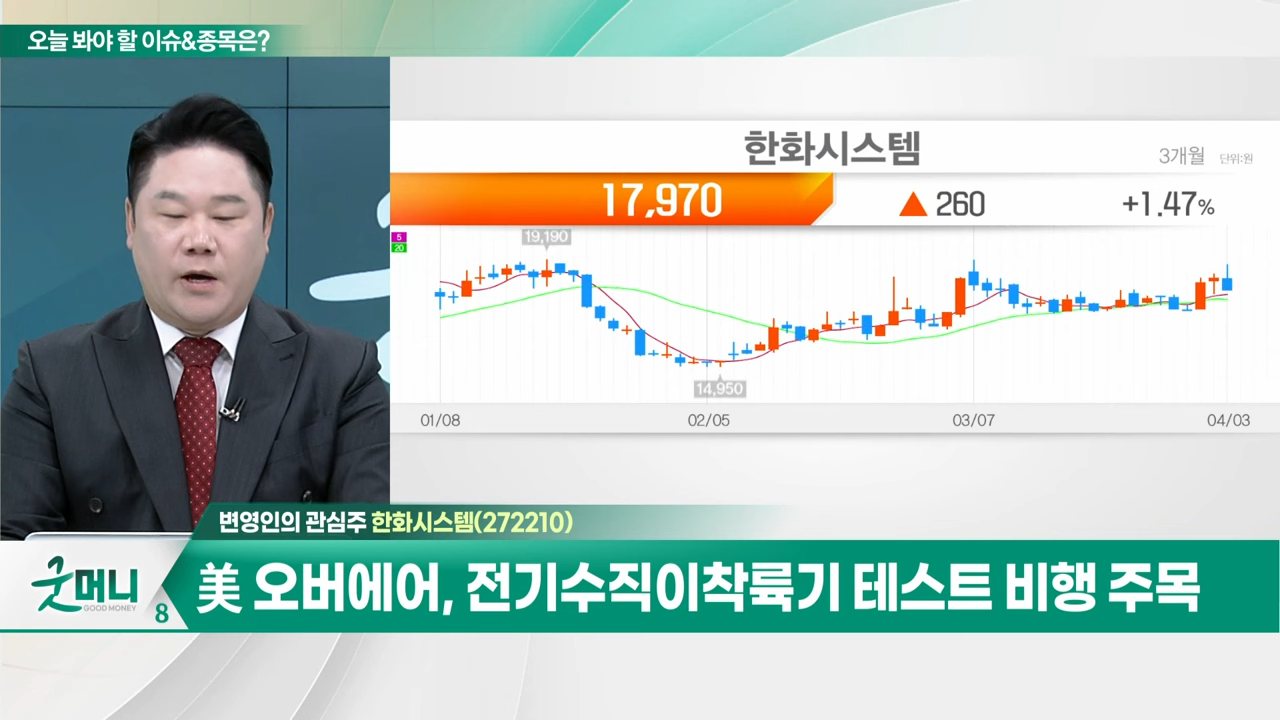 오늘 봐야 할 이슈&종목은?
한화시스템
3개월 단위:원
17,970 ▲ 260 +1.47%
5
20
19,190
14,950
01/08 02/05 03/07 04/03
변영인의 관심주 한화시스템(272210)
굿머니
GOOD MONEY
8
美 오버에어, 전기수직이착륙기 테스트 비행 주목